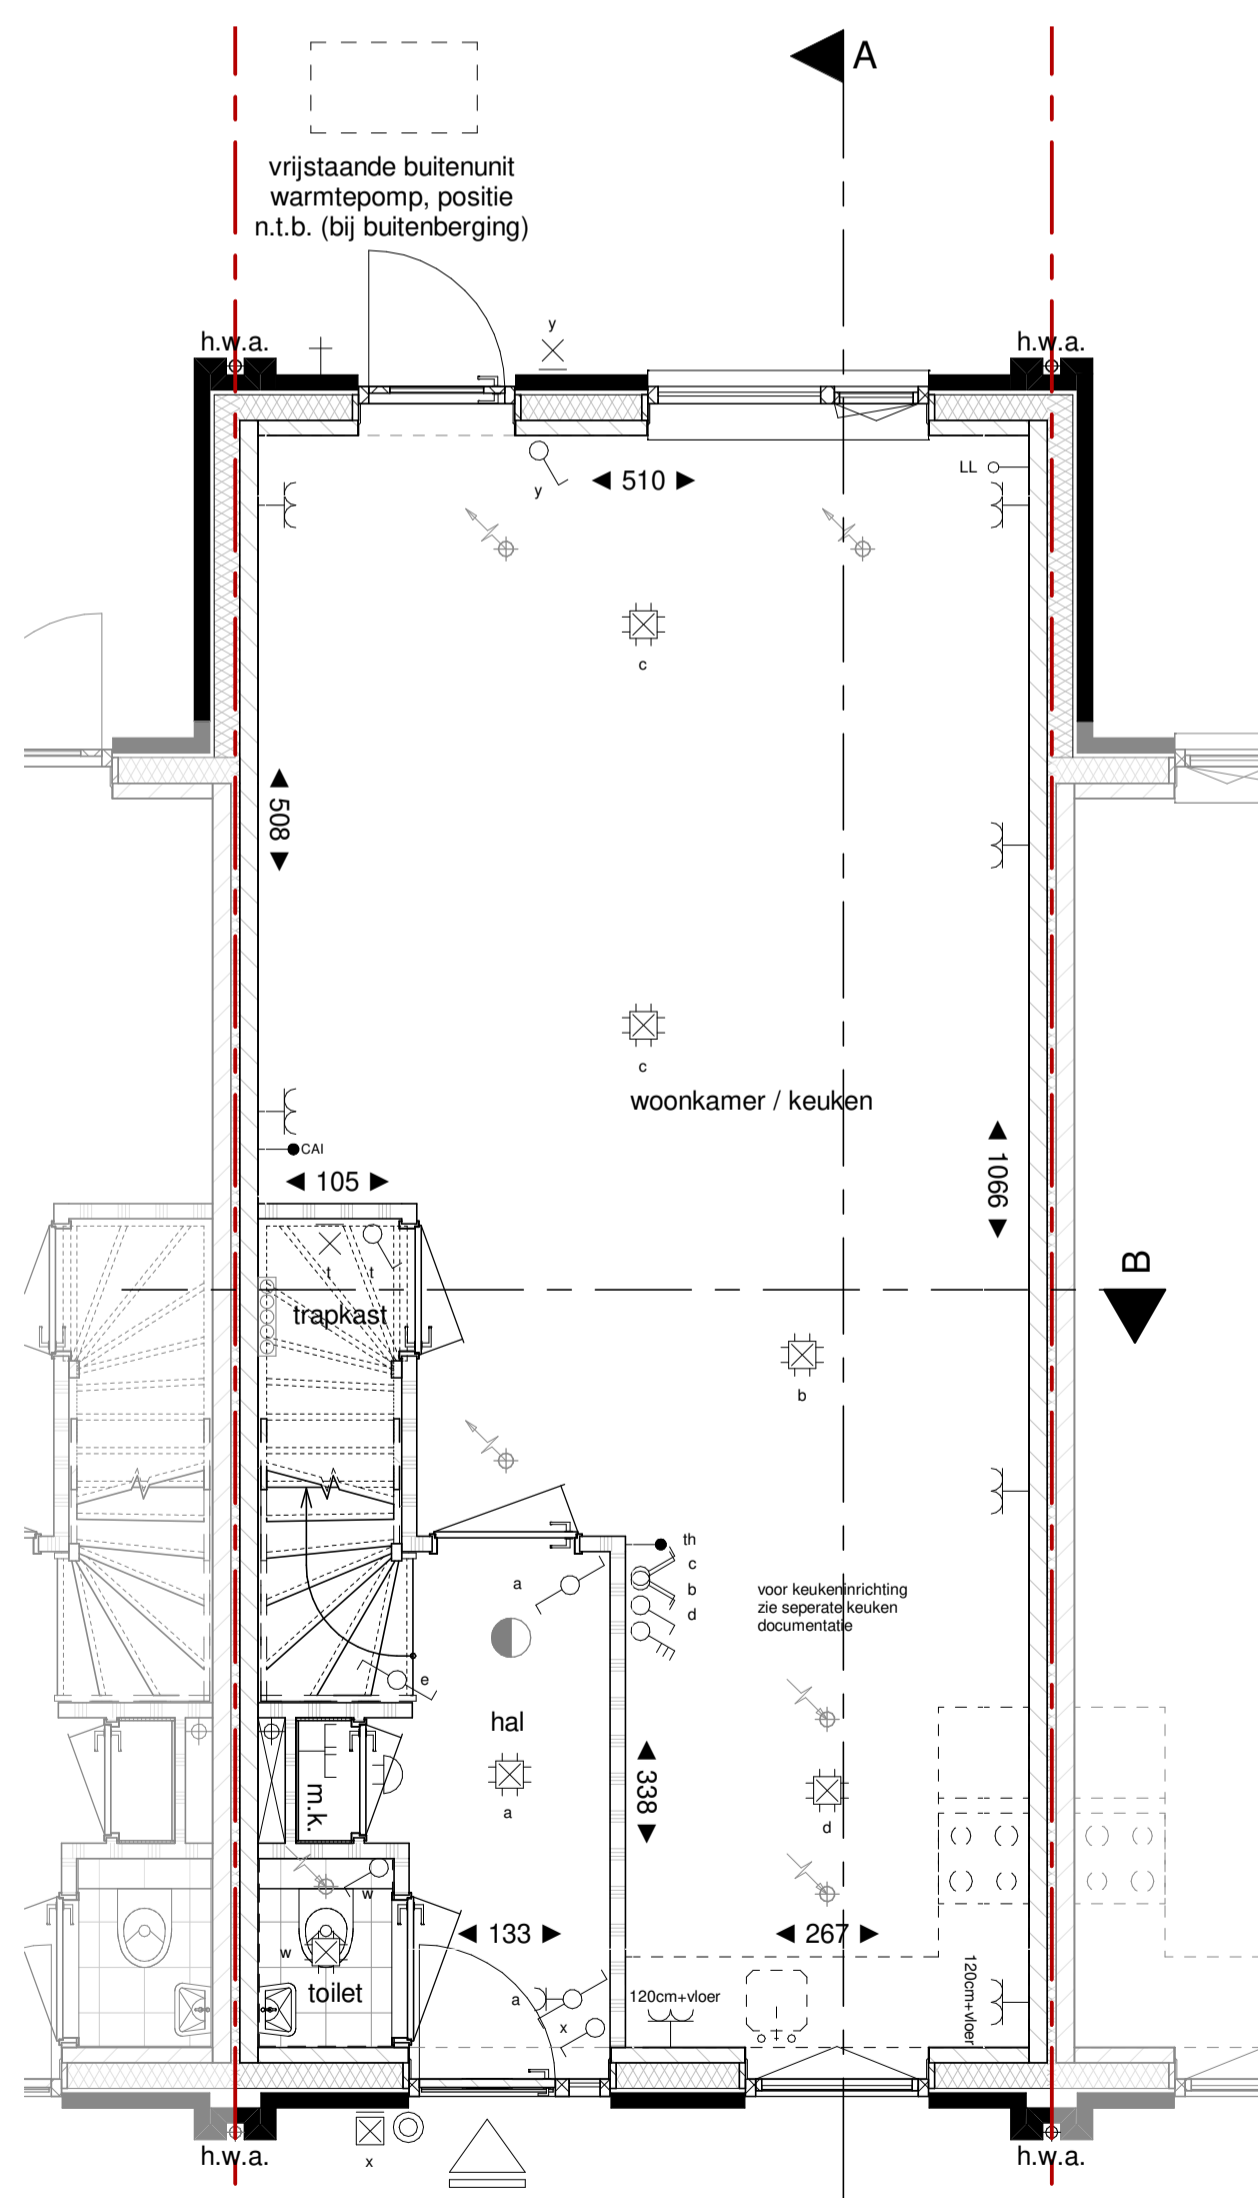 A
vrijstaande buitenunit
warmtepomp, positie
n.t.b. (bij buitenberging)
y
h.w.a.
h.w.a.
LL
510
y
c
508
c
woonkamer / keuken
CAI
1066
105
B
t
t
trapkast
b
th
c
a
b
voor keukeninrichting
zie seperate keuken
documentatie
d
e
hal
338
m.k.
a
d
w
133
267
w
toilet
a
120cm+vloer
120cm+vloer
x
h.w.a.
h.w.a.
x